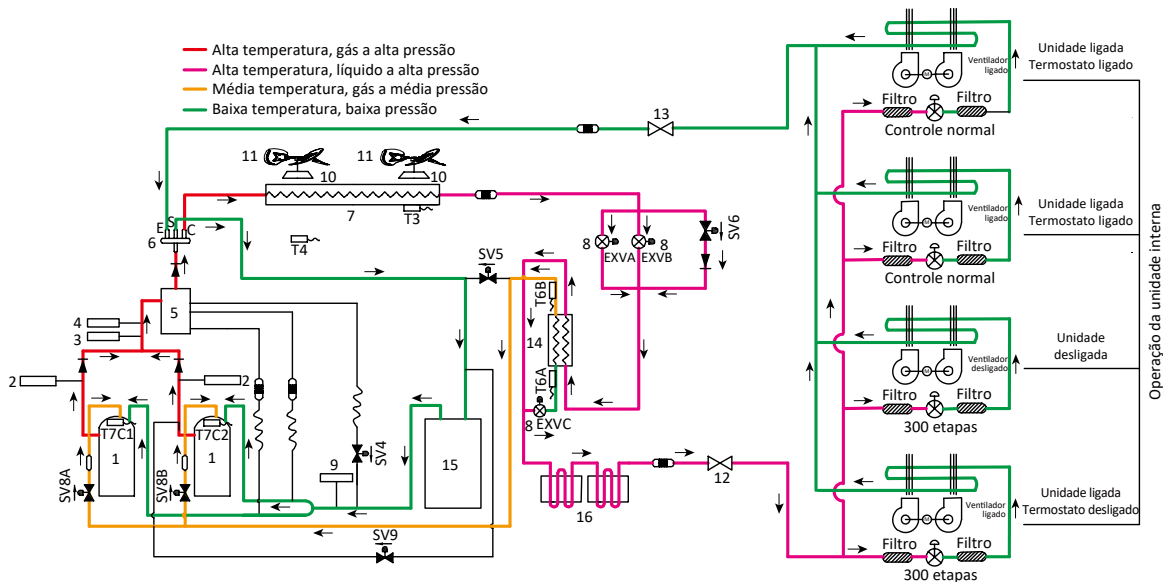 Alta temperatura, gás a alta pressão
Alta temperatura, líquido a alta pressão
Média temperatura, gás a média pressão
Baixa temperatura, baixa pressão
13
11
11
10
10
7
T3
T4
E
S
C
6
5
4
3
2
2
T7C1
T7C2
1
1
SV8A
SV8B
SV4
9
15
SV9
SV5
T6B
14
T6A
8
EXVC
8
EXVA
8
EXVB
SV6
16
12
Ventilador
ligado
M
Filtro
Filtro
Controle normal
Unidade ligada
Termostato ligado
Ventilador
ligado
M
Filtro
Filtro
Controle normal
Unidade ligada
Termostato ligado
Ventilador
desligado
M
Filtro
Filtro
300 etapas
Unidade
desligada
Ventilador
ligado
M
Filtro
Filtro
300 etapas
Unidade ligada
Termostato desligado
Operação da unidade interna